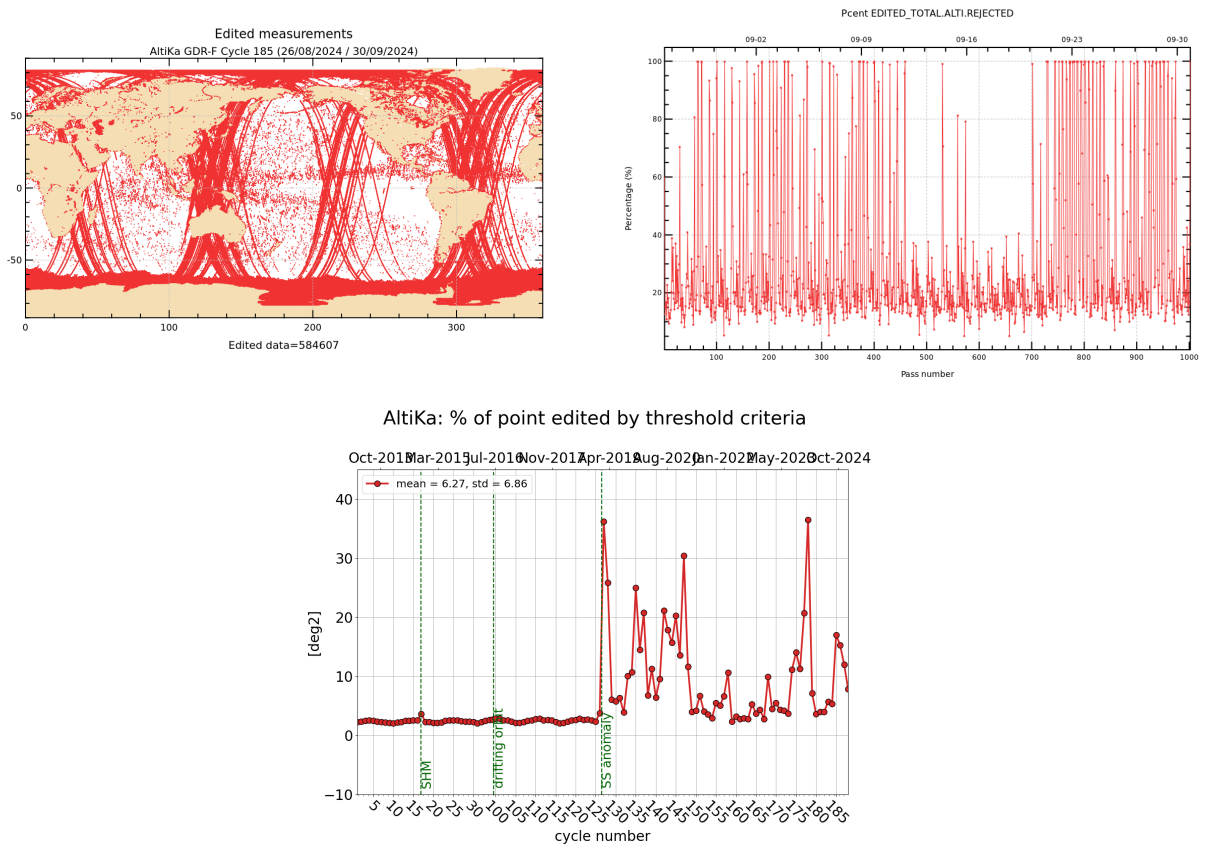 Edited measurements
AltiKa GDR-F Cycle 185 (26/08/2024 / 30/09/2024)
50
0
-50
0 100 200 300
Edited data=584607
Pcent EDITED_TOTAL.ALTI.REJECTED
09-02 09-09 09-16 09-23 09-30
100
80
60
40
20
Percentage (%)
100 200 300 400 500 600 700 800 900 1000
Pass number
AltiKa: % of point edited by threshold criteria
Oct-2013 Mar-2015 Jul-2016 Nov-2017 Apr-2019 Aug-2020 Jan-2022 May-2023 Oct-2024
mean = 6.27, std = 6.86
40
30
20
10
0
−10
[deg2]
SHM
drifting orbit
SS anomaly
5 10 15 20 25 30 100 105 110 115 120 125 130 135 140 145 150 155 160 165 170 175 180 185
cycle number